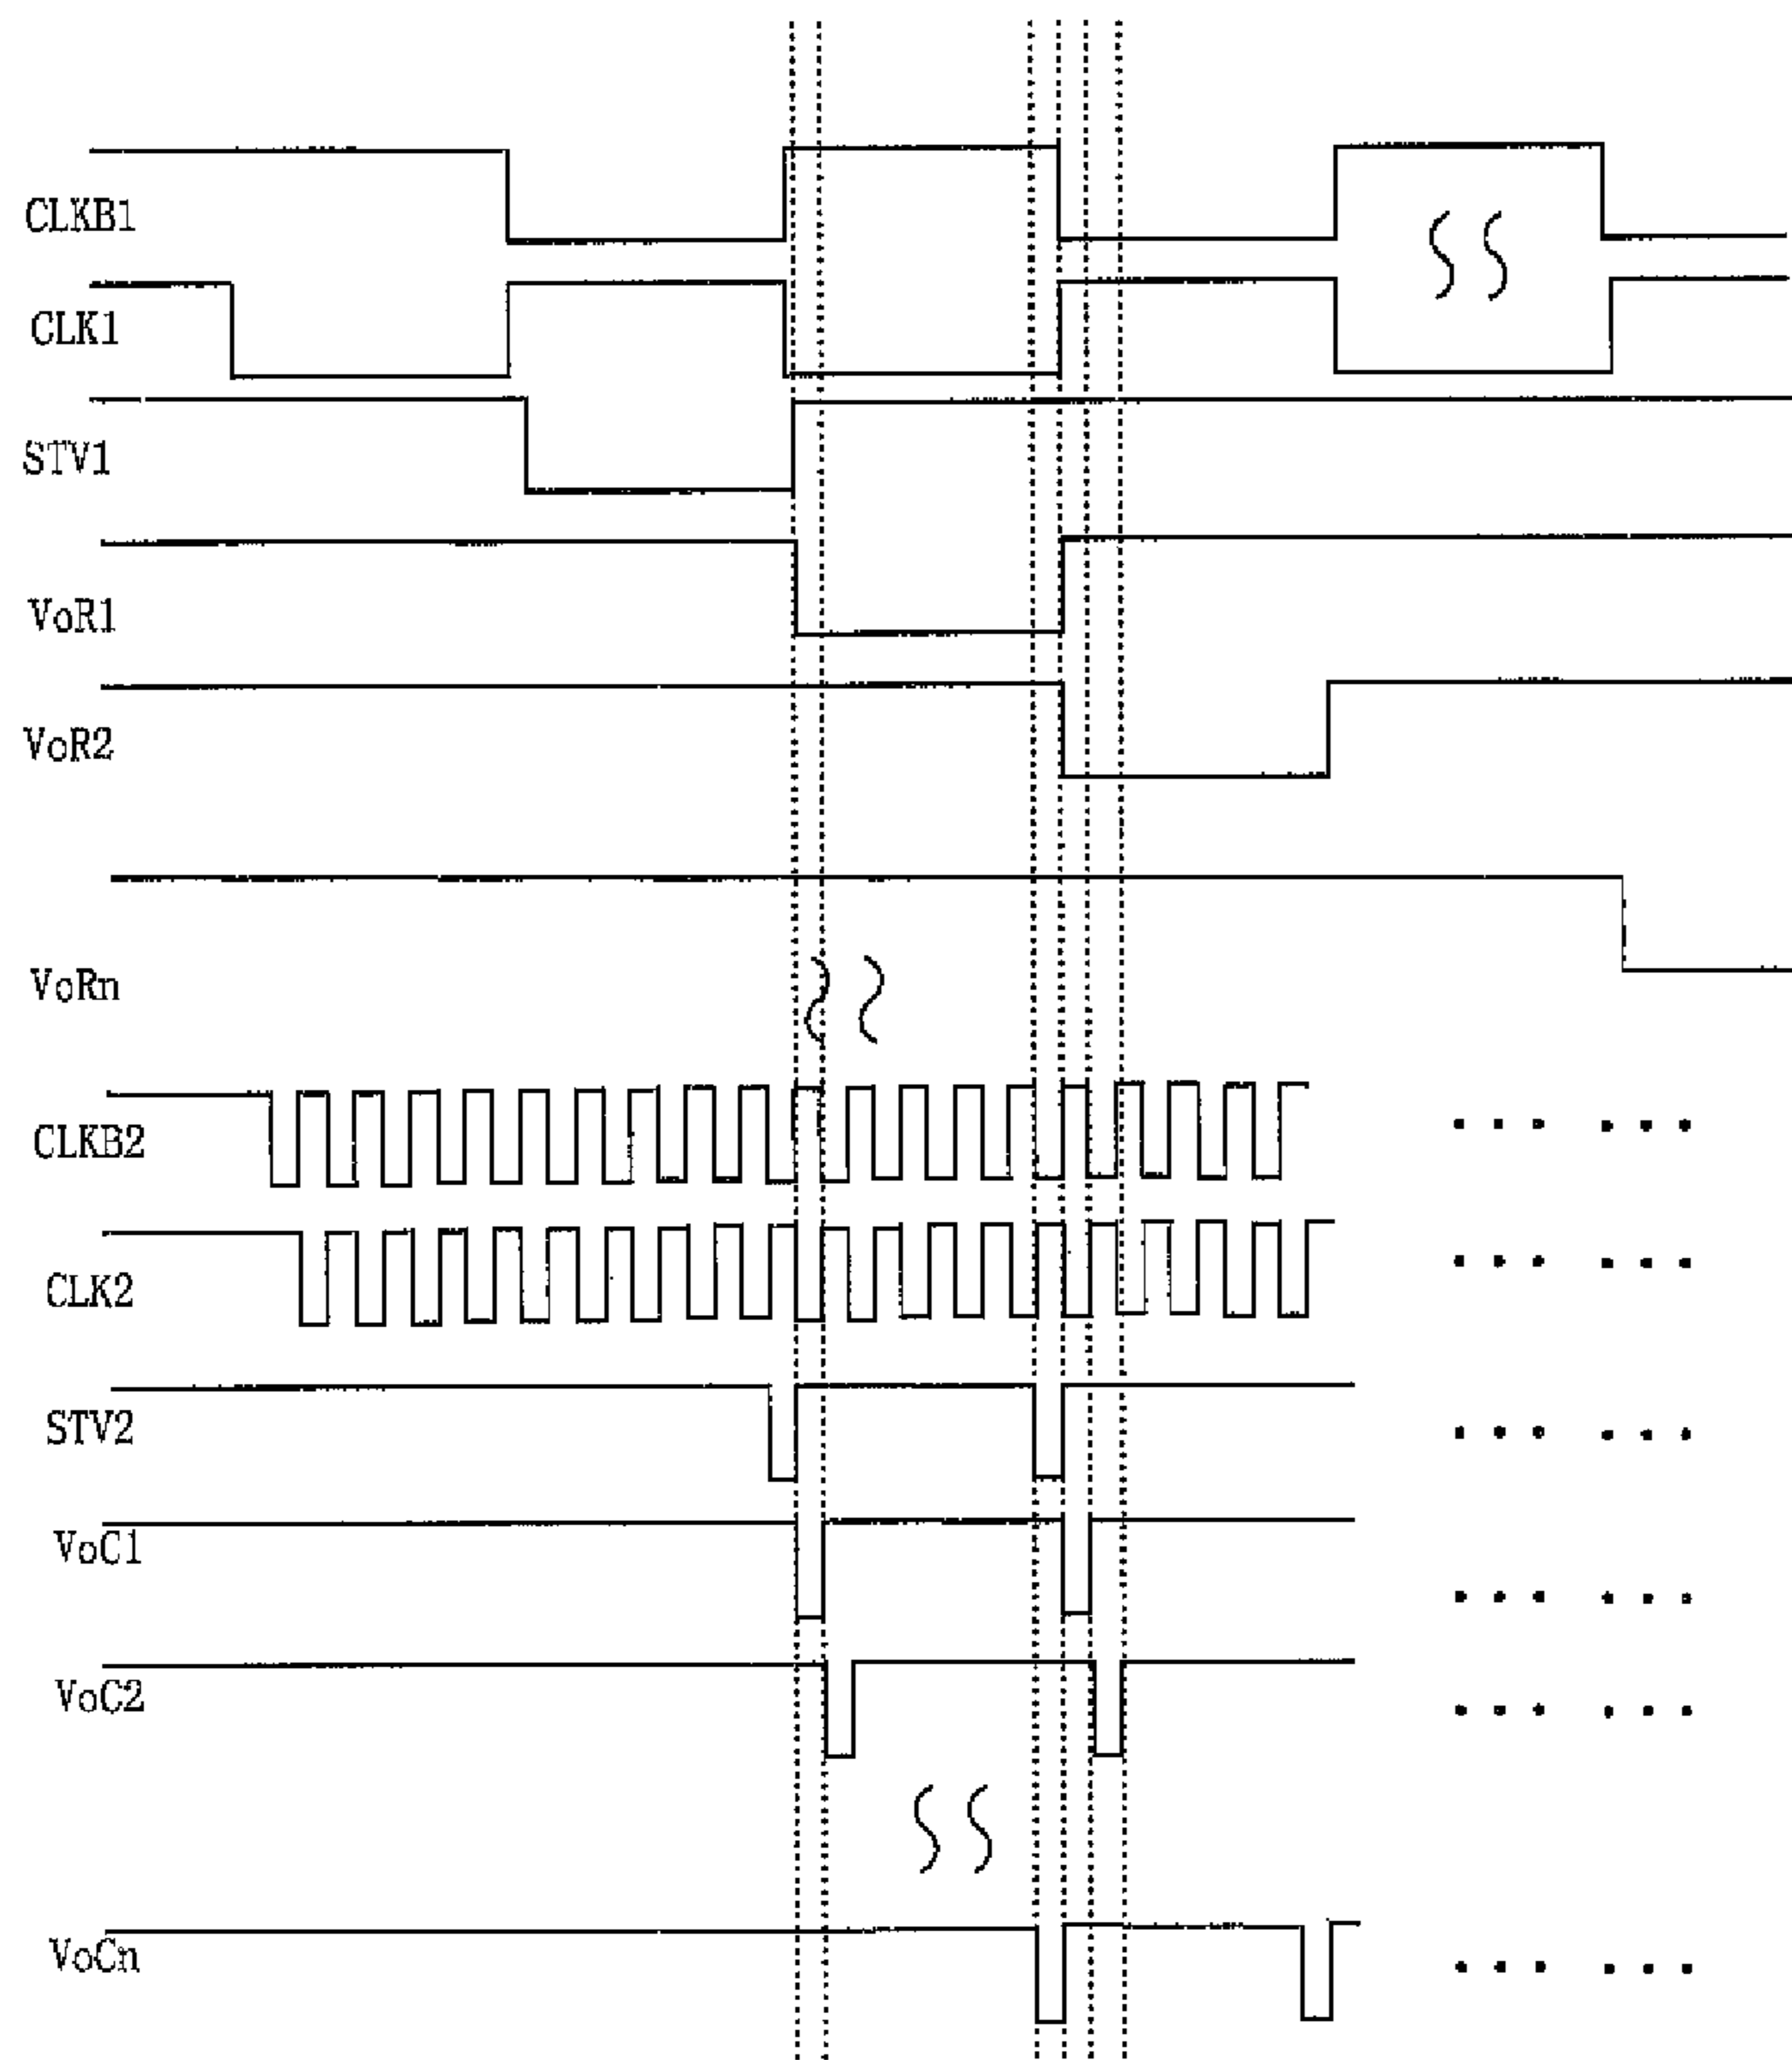 CLKB1
CLK1
STV1
VoR1
VoR2
VoRn
CLKB2
CLK2
STV2
VoC1
VoC2
VoCn